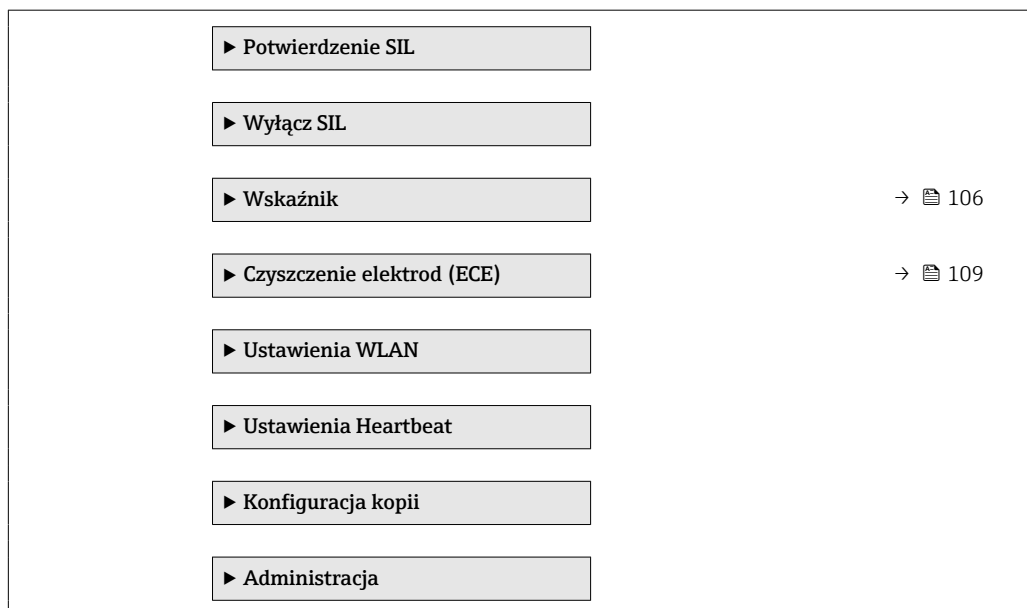 ▶ Potwierdzenie SIL
▶ Wyłącz SIL
▶ Wskaźnik → 106
▶ Czyszczenie elektrod (ECE) → 109
▶ Ustawienia WLAN
▶ Ustawienia Heartbeat
▶ Konfiguracja kopii
▶ Administracja